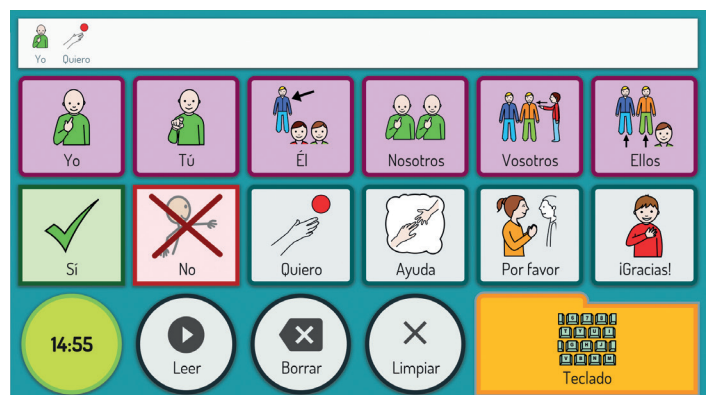 Yo Quiero
Yo Tú Él Nosotros Vosotros Ellos
Sí No Quiero Ayuda Por favor ¡Gracias!
14:55 Leer Borrar Limpiar Teclado